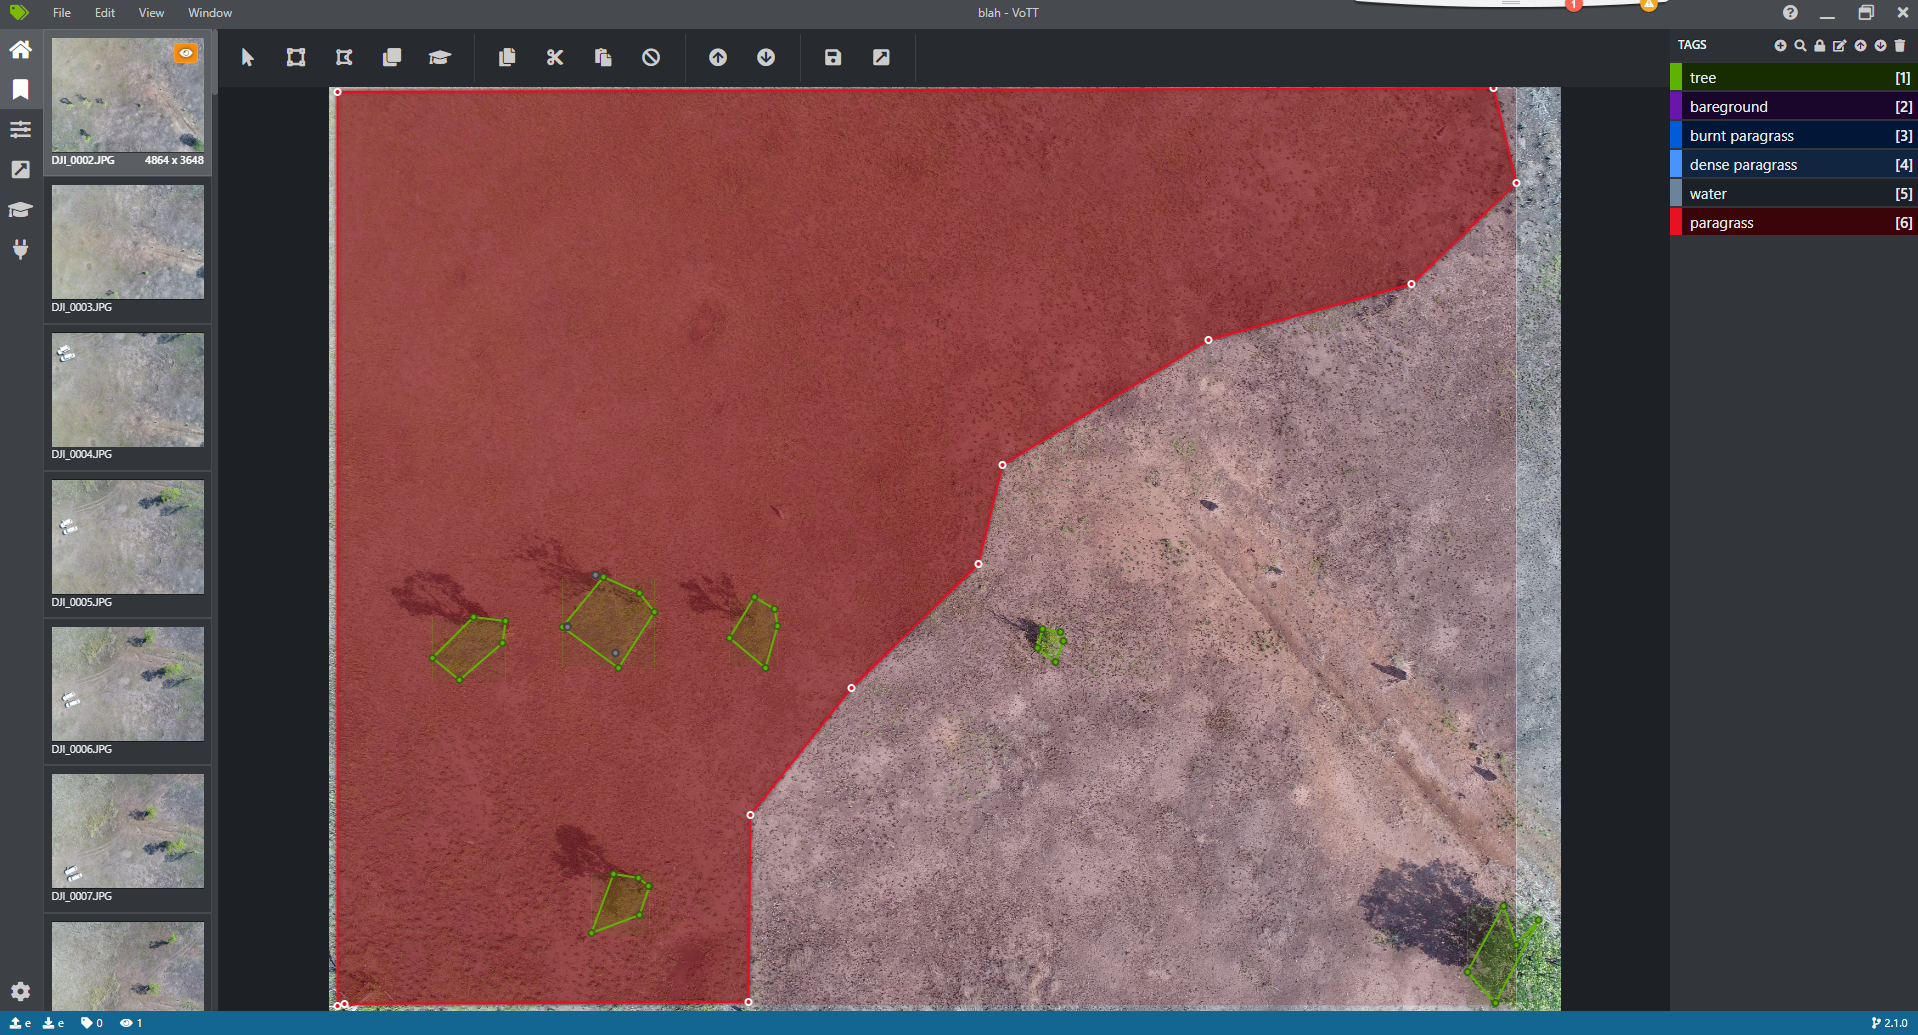 File Edit View Window
blah - VoTT
1
DJI_0002.JPG 4864 x 3648
DJI_0003.JPG
DJI_0004.JPG
DJI_0005.JPG
DJI_0006.JPG
DJI_0007.JPG
TAGS
tree [1]
bareground [2]
burnt paragrass [3]
dense paragrass [4]
water [5]
paragrass [6]
e e 0 1
2.1.0